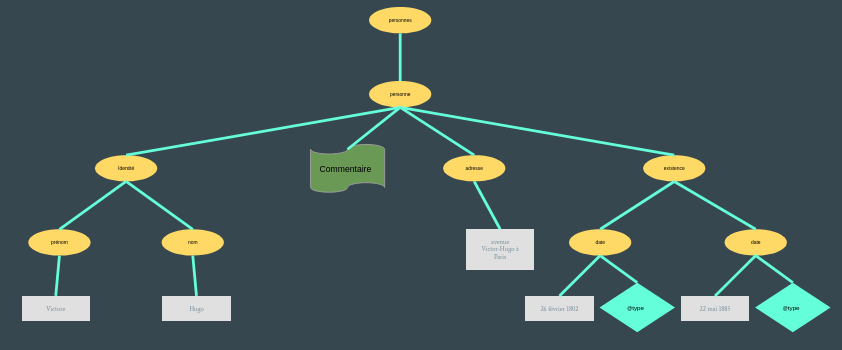 personnes
personne
Identité
Commentaire
adresse
existence
prénom
nom
avenue
Victor-Hugo à
Paris
date
date
Victore
Hugo
26 février 1802
@type
22 mai 1885
@type